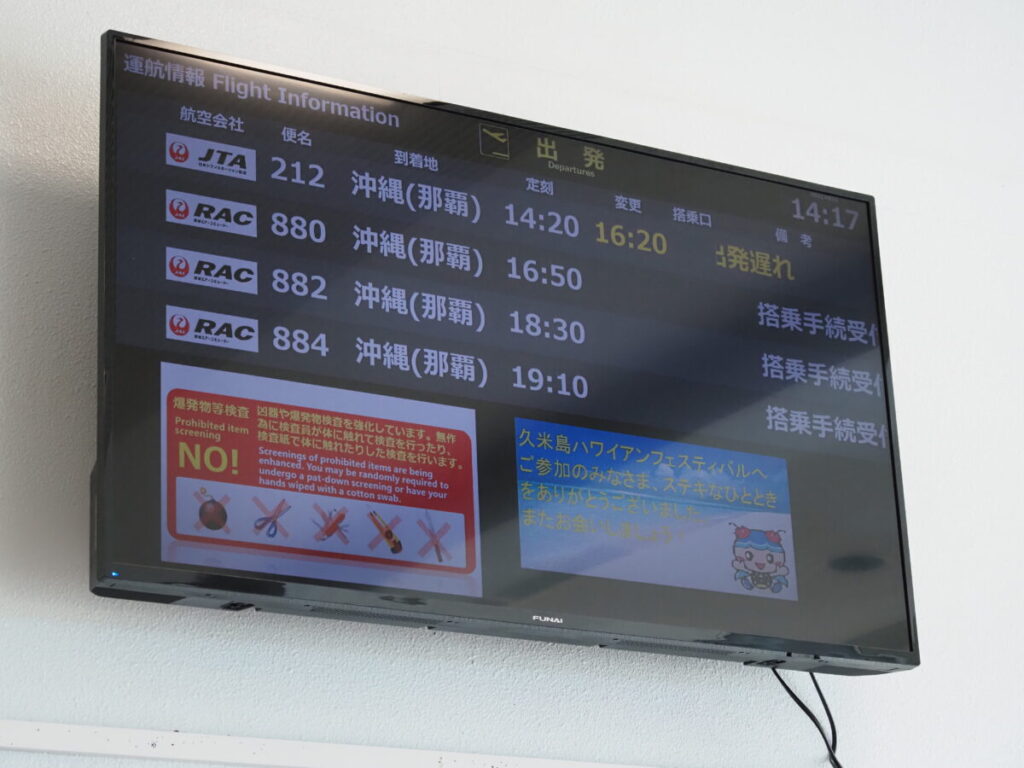 運航情報 Flight Information
出発
Departures
14:17
航空会社 便名 到着地 定刻 変更 搭乗口 備考
JTA 212 沖縄(那覇) 14:20 16:20 出発遅れ
RAC 880 沖縄(那覇) 16:50 搭乗手続受付
RAC 882 沖縄(那覇) 18:30 搭乗手続受付
RAC 884 沖縄(那覇) 19:10 搭乗手続受付
爆発物等検査
Prohibited item
screening
NO!
凶器や爆発物検査を強化しています。無作
為に検査員が体に触れて検査を行ったり、
検査紙で体に触れたりした検査を行います。
Screenings of prohibited items are being
enhanced. You may be randomly required to
undergo a pat-down screening or have your
hands wiped with a cotton swab.
久米島ハワイアンフェスティバルへ
ご参加のみなさま、ステキなひととき
をありがとうございました。
またお会いしましょう!
FUNAI